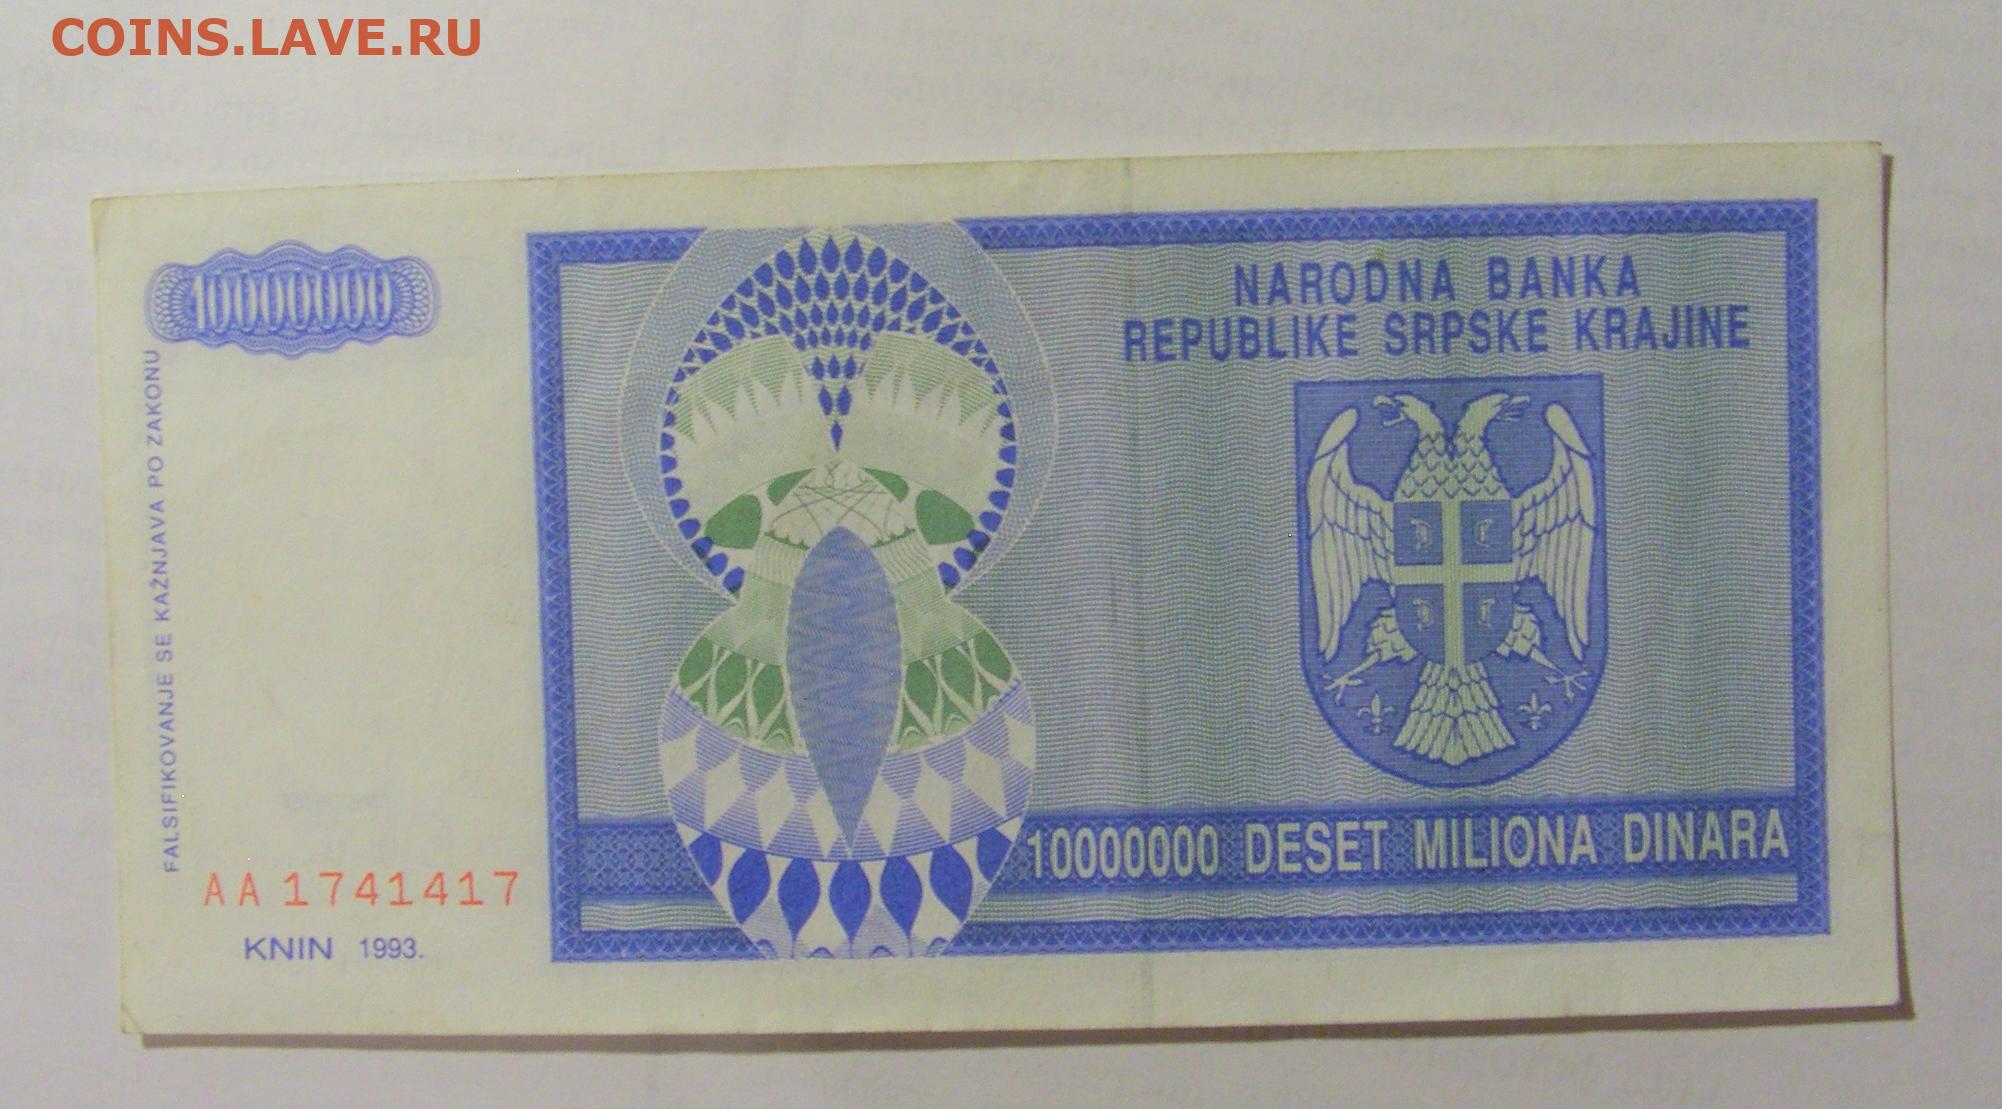 COINS.LAVE.RU
10000000
NARODNA BANKA
REPUBLIKE SRPSKE KRAJINE
FALSIFIKOVANJE SE KAŽNJAVA PO ZAKONU
10000000 DESET MILIONA DINARA
AA 1741417
KNIN 1993.